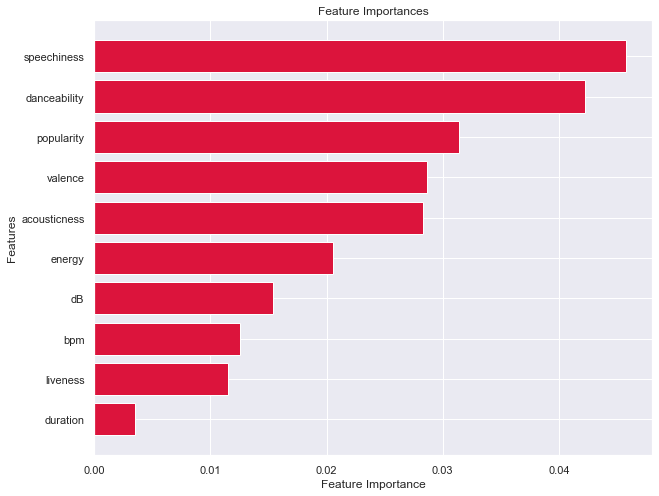 Feature Importances
speechiness
danceability
popularity
valence
acousticness
energy
dB
bpm
liveness
duration
Features
0.00 0.01 0.02 0.03 0.04
Feature Importance